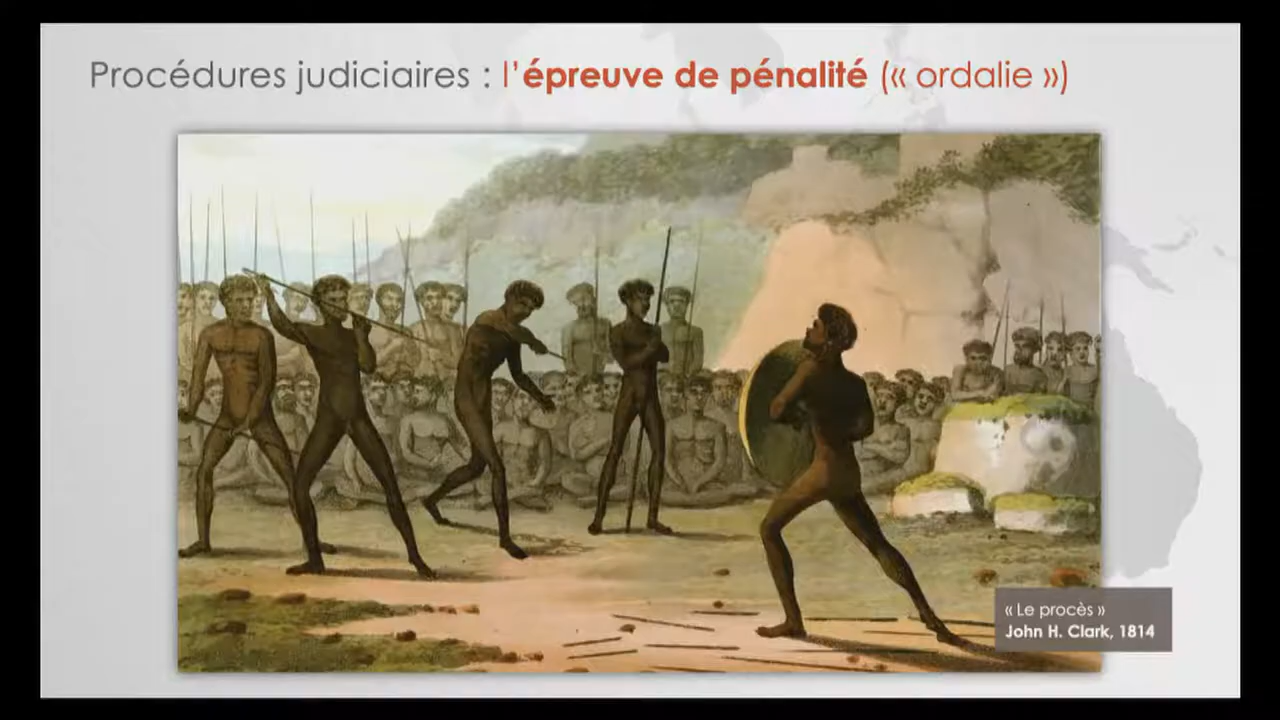 Procédures judiciaires : l’épreuve de pénalité (« ordalie »)
« Le procès »
John H. Clark, 1814